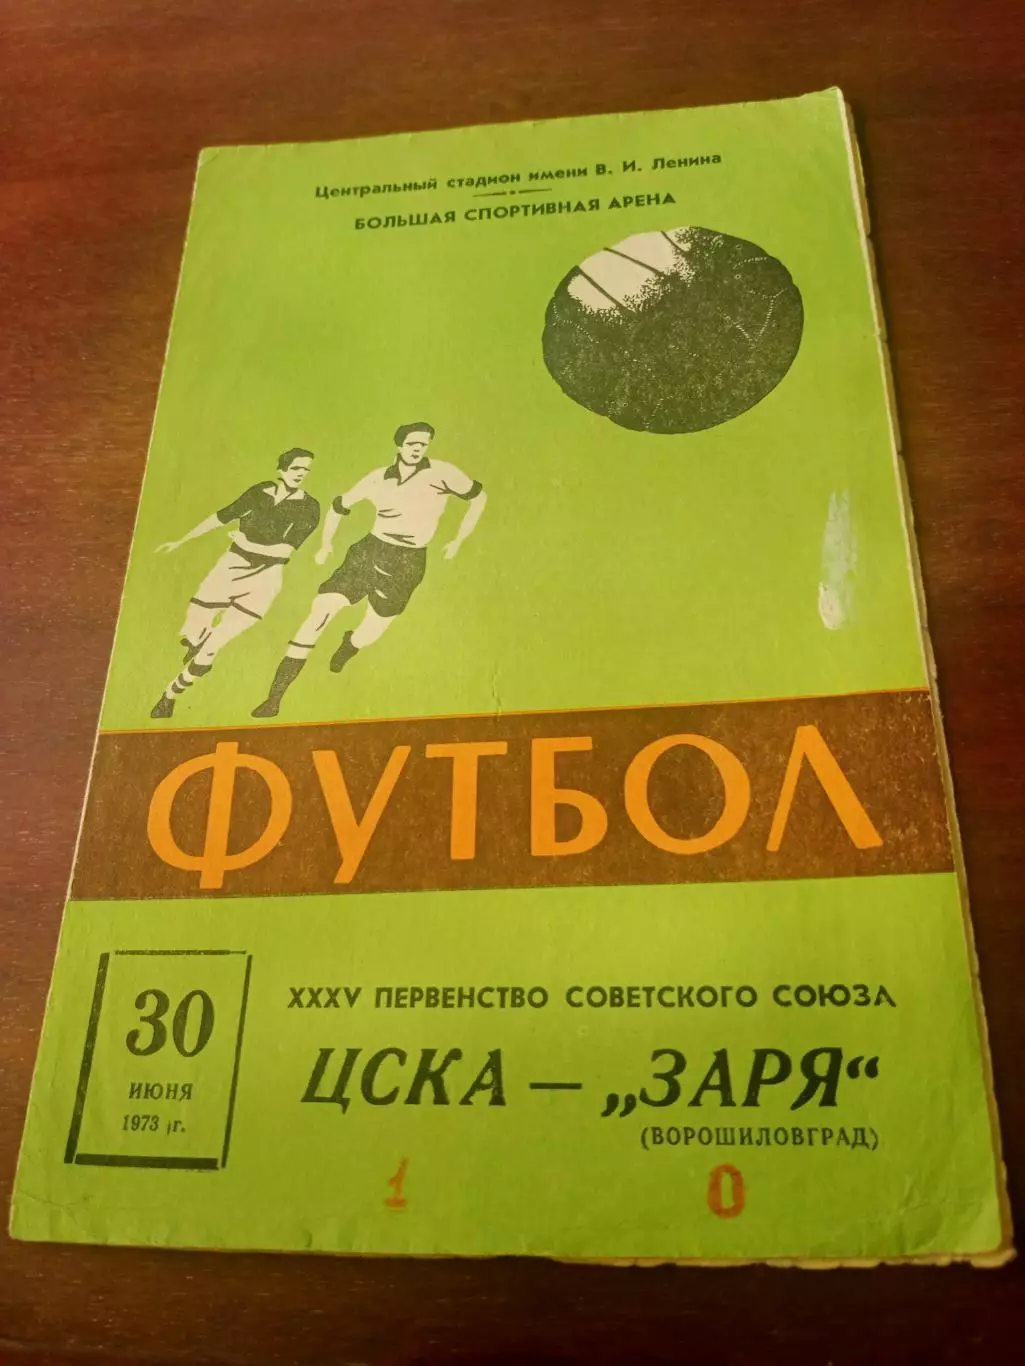 Центральный стадион имени В. И. Ленина
БОЛЬШАЯ СПОРТИВНАЯ АРЕНА
ФУТБОЛ
30
ИЮНЯ
1973 г.
XXXV ПЕРВЕНСТВО СОВЕТСКОГО СОЮЗА
ЦСКА — „ЗАРЯ“
(ВОРОШИЛОВГРАД)
1 0